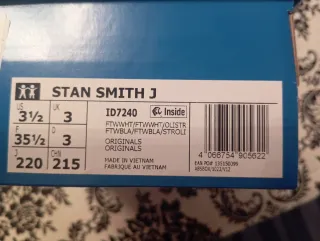 STAN SMITH J
US UK
3½ 3
F D
35½ 3
J CHN
220 215
ID7240 Inside
FTWWHT/FTWWHT/OLISTR
FTWBLA/FTWBLA/STROLI
ORIGINALS
ORIGINALS
MADE IN VIETNAM
FABRIQUÉ AU VIETNAM
4 066754 905622